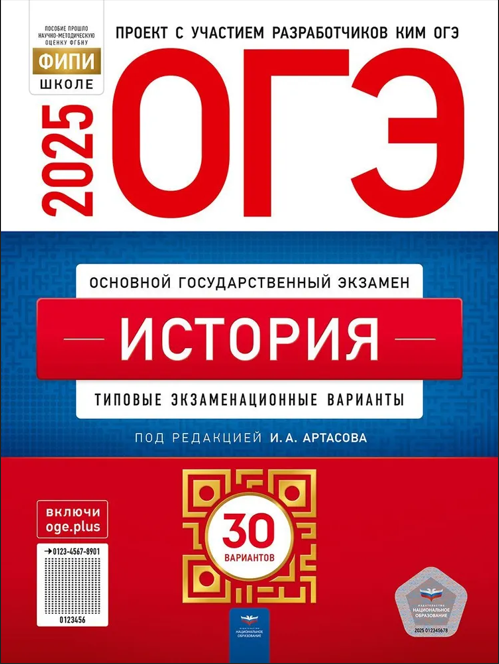 ПРОЕКТ С УЧАСТИЕМ РАЗРАБОТЧИКОВ КИМ ОГЭ
ПОСОБИЕ ПРОШЛО
НАУЧНО-МЕТОДИЧЕСКУЮ
ОЦЕНКУ ФГБНУ
ФИПИ
ШКОЛЕ
2025
ОГЭ
ОСНОВНОЙ ГОСУДАРСТВЕННЫЙ ЭКЗАМЕН
ИСТОРИЯ
ТИПОВЫЕ ЭКЗАМЕНАЦИОННЫЕ ВАРИАНТЫ
ПОД РЕДАКЦИЕЙ И. А. АРТАСОВА
ВКЛЮЧИ
oge.plus
→0123-4567-8901
0123456
30
ВАРИАНТОВ
НАЦИОНАЛЬНОЕ
ОБРАЗОВАНИЕ
НАЦИОНАЛЬНОЕ
ОБРАЗОВАНИЕ
2025 012345678